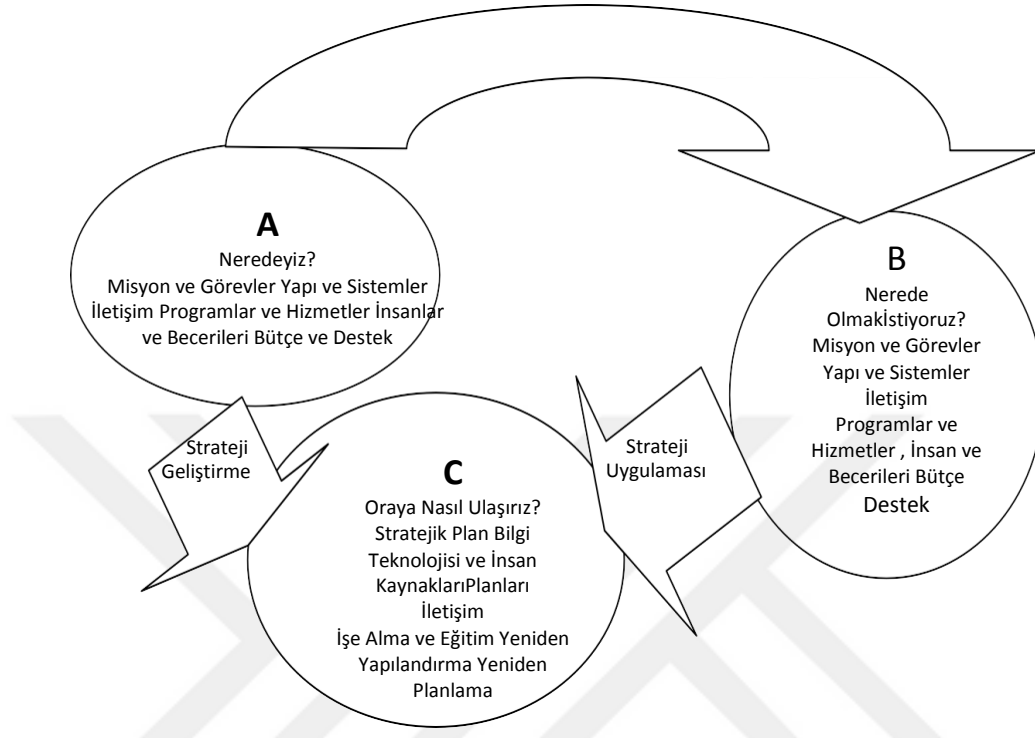 A
Neredeyiz?
Misyon ve Görevler Yapı ve Sistemler
İletişim Programlar ve Hizmetler İnsanlar
ve Becerileri Bütçe ve Destek
B
Nerede
Olmakİstiyoruz?
Misyon ve Görevler
Yapı ve Sistemler
İletişim
Programlar ve
Hizmetler , İnsan ve
Becerileri Bütçe
Destek
Strateji
Geliştirme
C
Oraya Nasıl Ulaşırız?
Stratejik Plan Bilgi
Teknolojisi ve İnsan
KaynaklarıPlanları
İletişim
İşe Alma ve Eğitim Yeniden
Yapılandırma Yeniden
Planlama
Strateji
Uygulaması